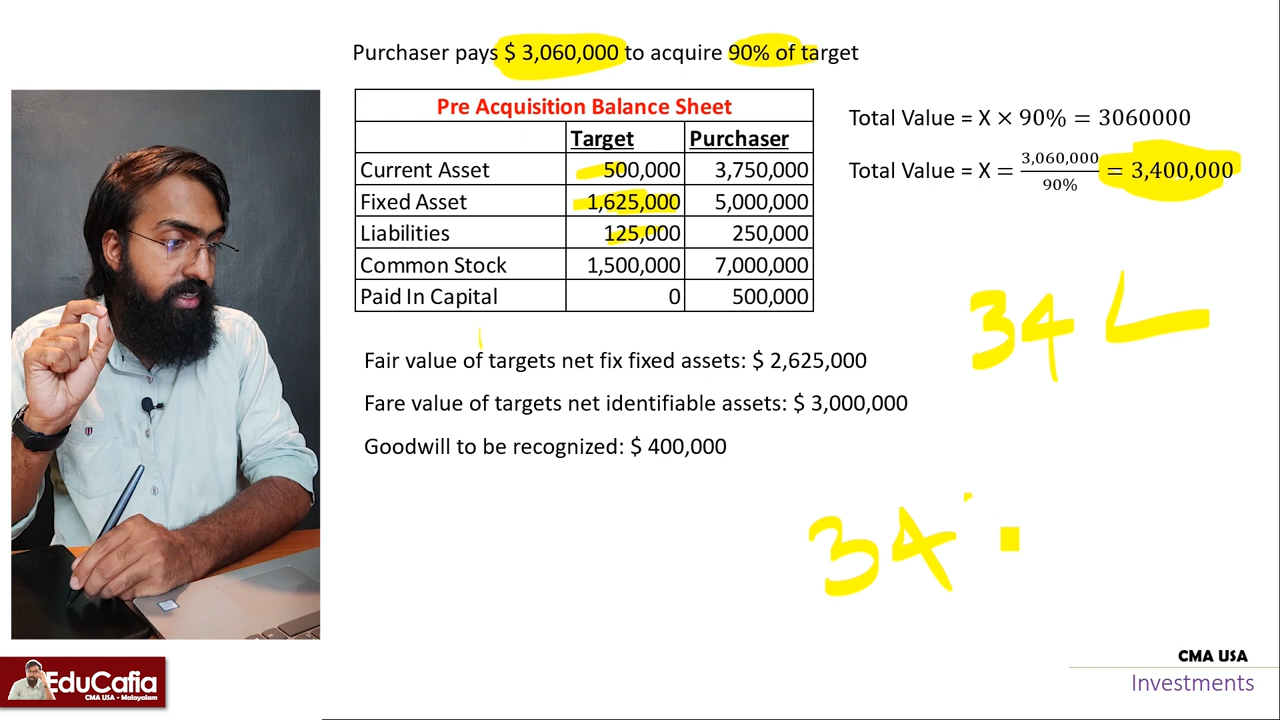 Purchaser pays $ 3,060,000 to acquire 90% of target
Pre Acquisition Balance Sheet
Target Purchaser
Current Asset 500,000 3,750,000
Fixed Asset 1,625,000 5,000,000
Liabilities 125,000 250,000
Common Stock 1,500,000 7,000,000
Paid In Capital 0 500,000
Total Value = X × 90% = 3060000
Total Value = X = 3,060,000 / 90% = 3,400,000
34 L
Fair value of targets net fix fixed assets: $ 2,625,000
Fare value of targets net identifiable assets: $ 3,000,000
Goodwill to be recognized: $ 400,000
34
EduCafia
CMA USA - Malayalam
CMA USA
Investments